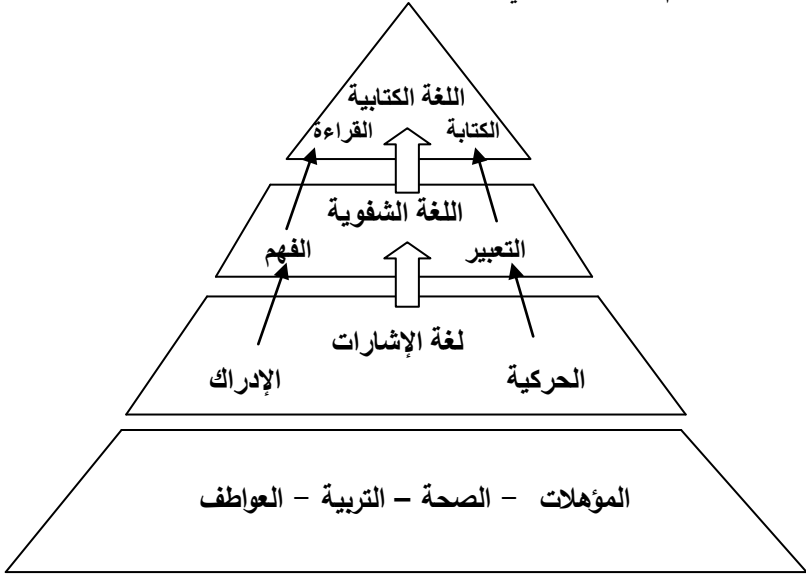 اللغة الكتابية
الكتابة القراءة
اللغة الشفوية
التعبير الفهم
لغة الإشارات
الحركية الإدراك
المؤهلات - الصحة – التربية - العواطف